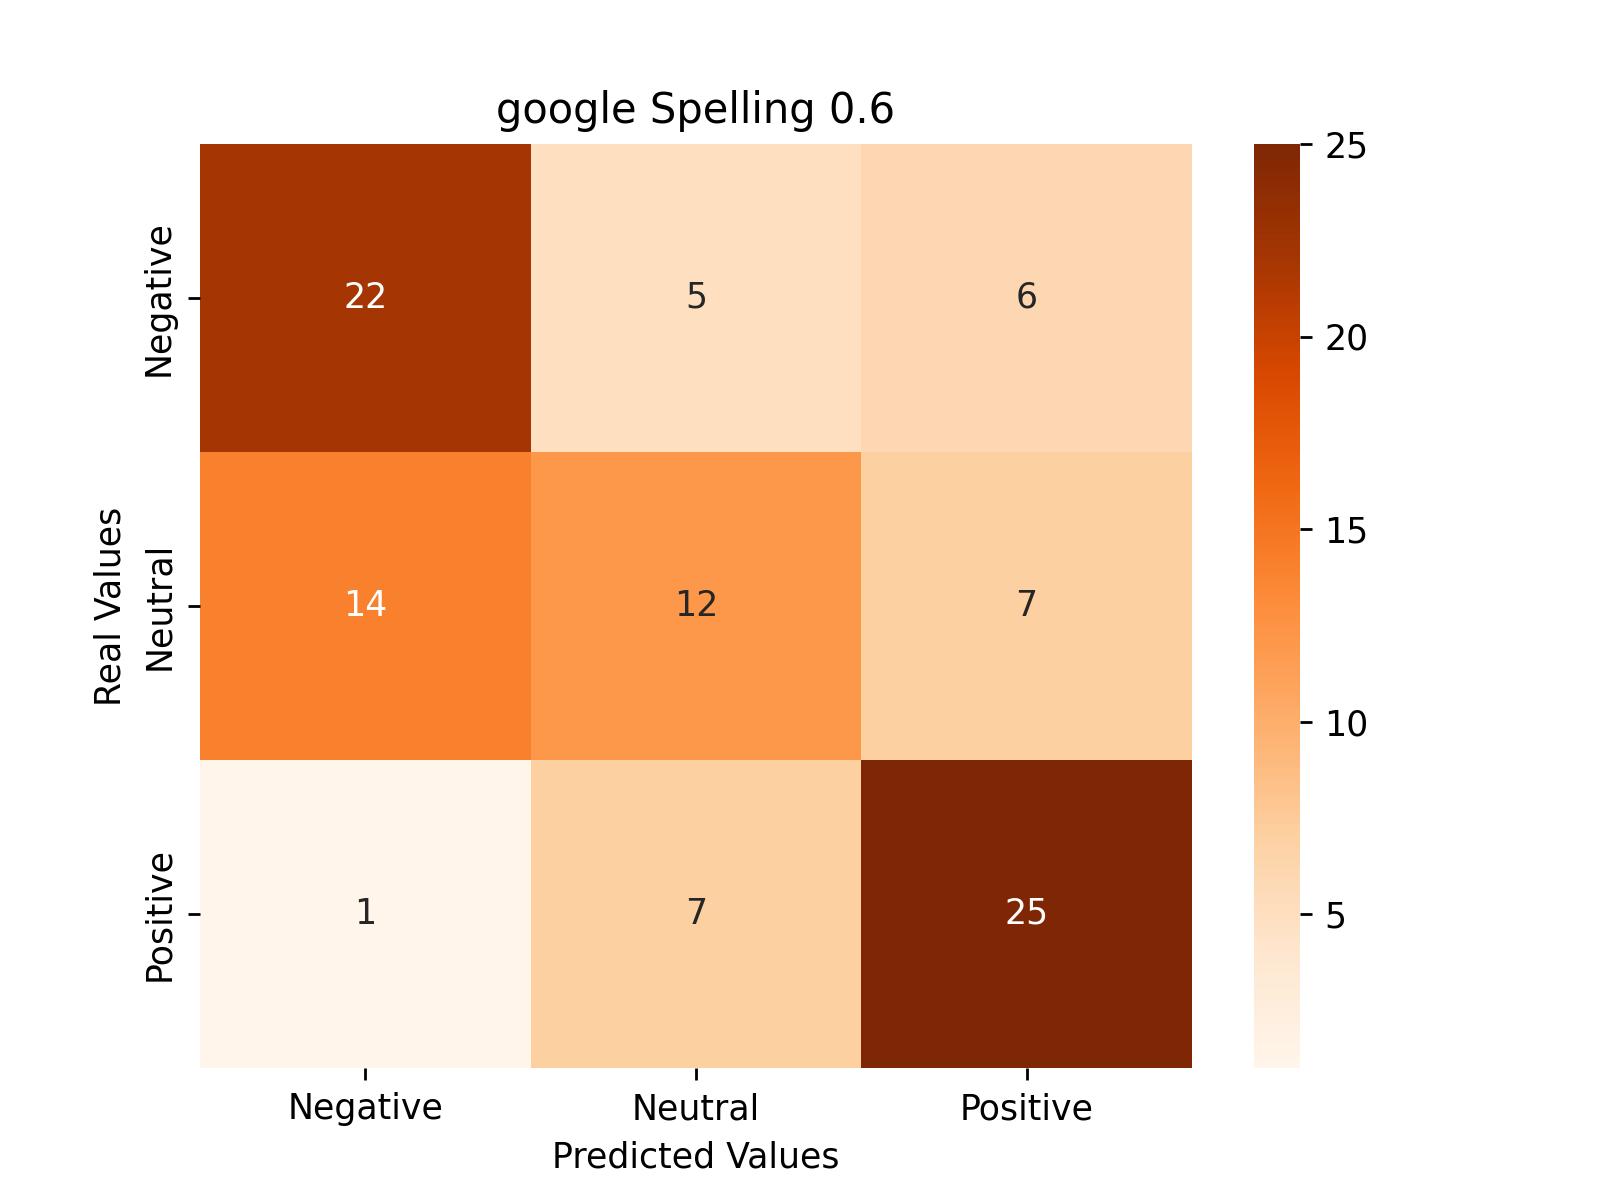 google Spelling 0.6
25
20
15
10
5
Real Values
Negative
22 5 6
Neutral
14 12 7
Positive
1 7 25
Negative Neutral Positive
Predicted Values